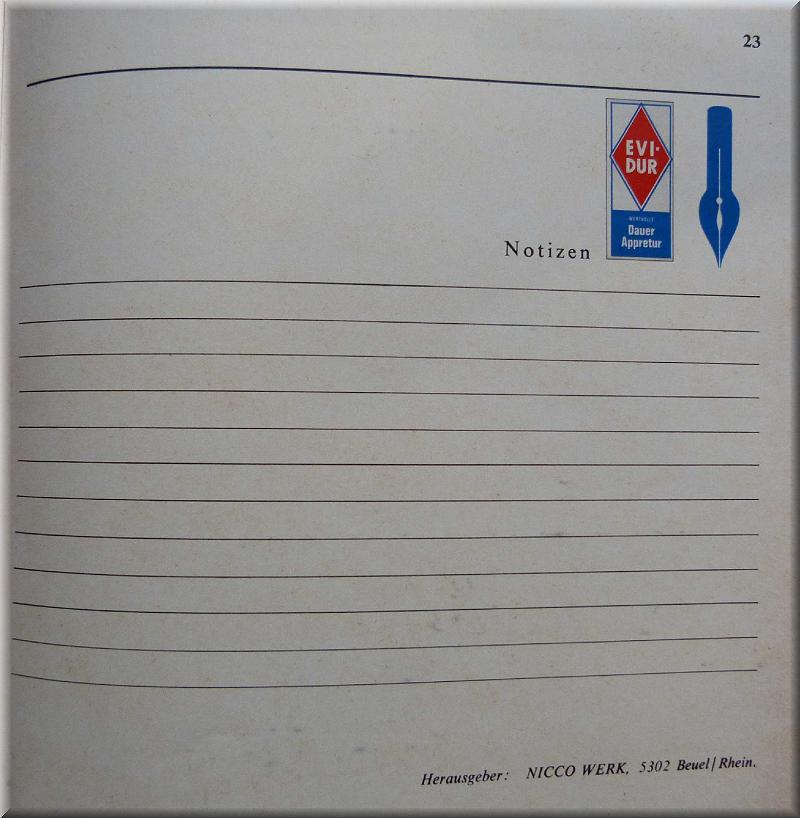 23
EVI-
DUR
WERTVOLLE
Dauer
Appretur
Notizen
Herausgeber: NICCO WERK, 5302 Beuel/Rhein.